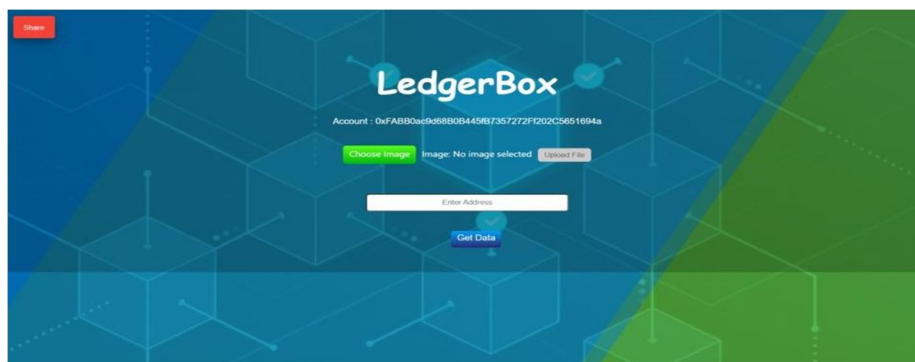 Share
LedgerBox
Account : 0xFABB0ac9d68B0B445fB7357272Ff202C5651694a
Choose Image Image: No image selected Upload File
Enter Address
Get Data